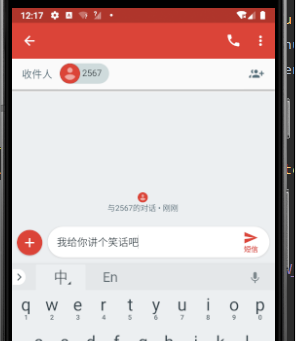 12:17
收件人 2567
与2567的对话 • 刚刚
我给你讲个笑话吧
短信
中 En
q w e r t y u i o p
1 2 3 4 5 6 7 8 9 0